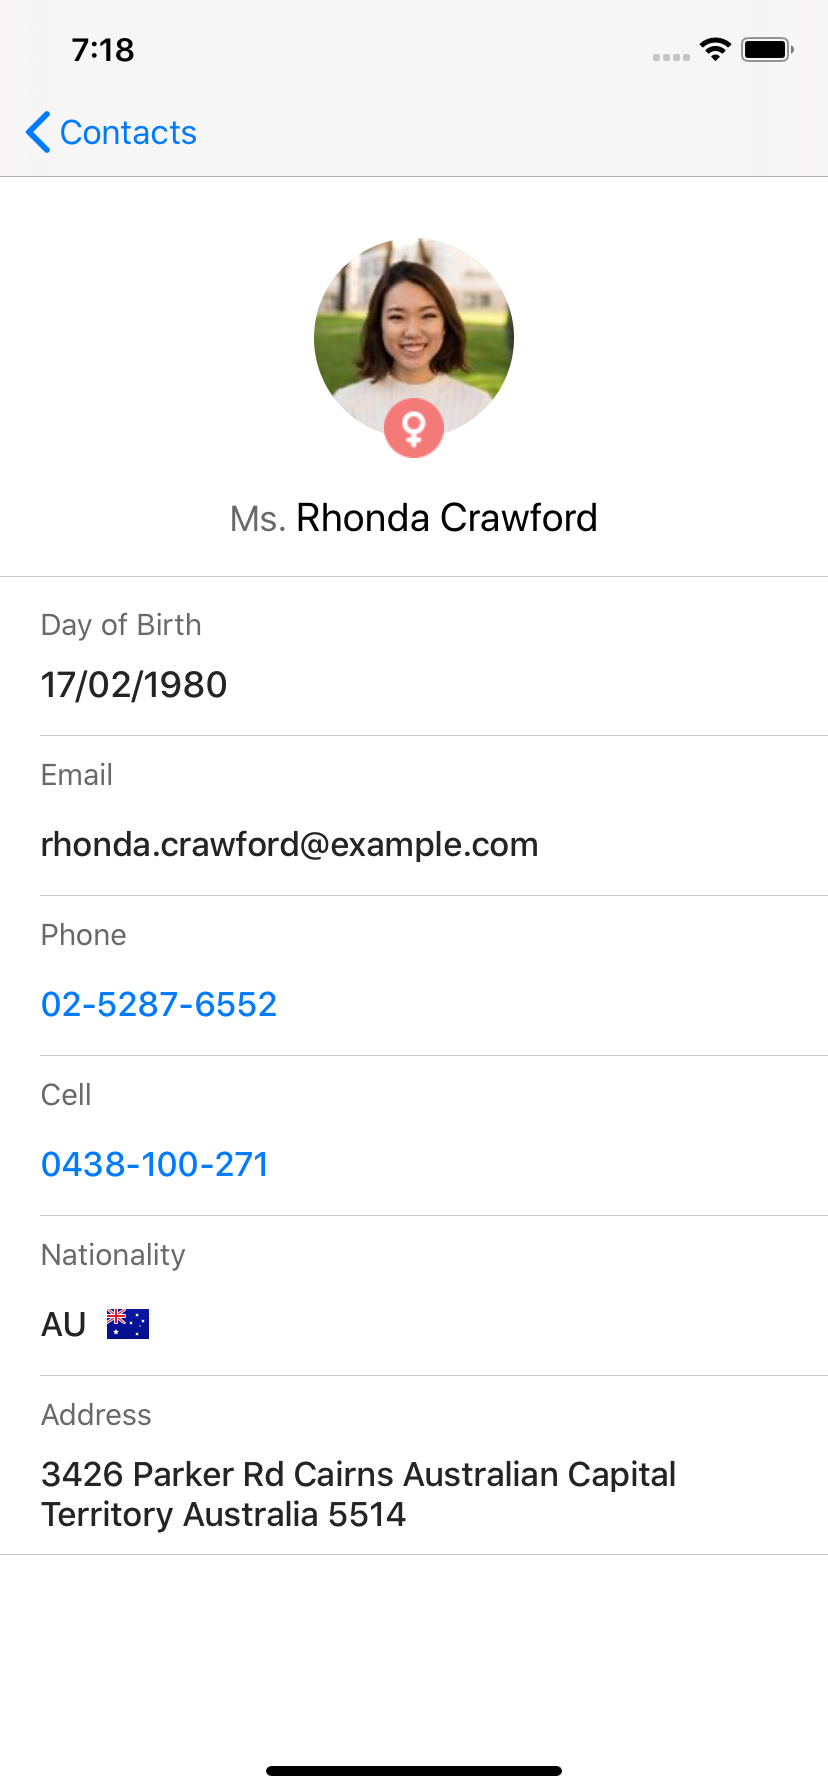 7:18
Contacts
Ms. Rhonda Crawford
Day of Birth
17/02/1980
Email
rhonda.crawford@example.com
Phone
02-5287-6552
Cell
0438-100-271
Nationality
AU
Address
3426 Parker Rd Cairns Australian Capital
Territory Australia 5514